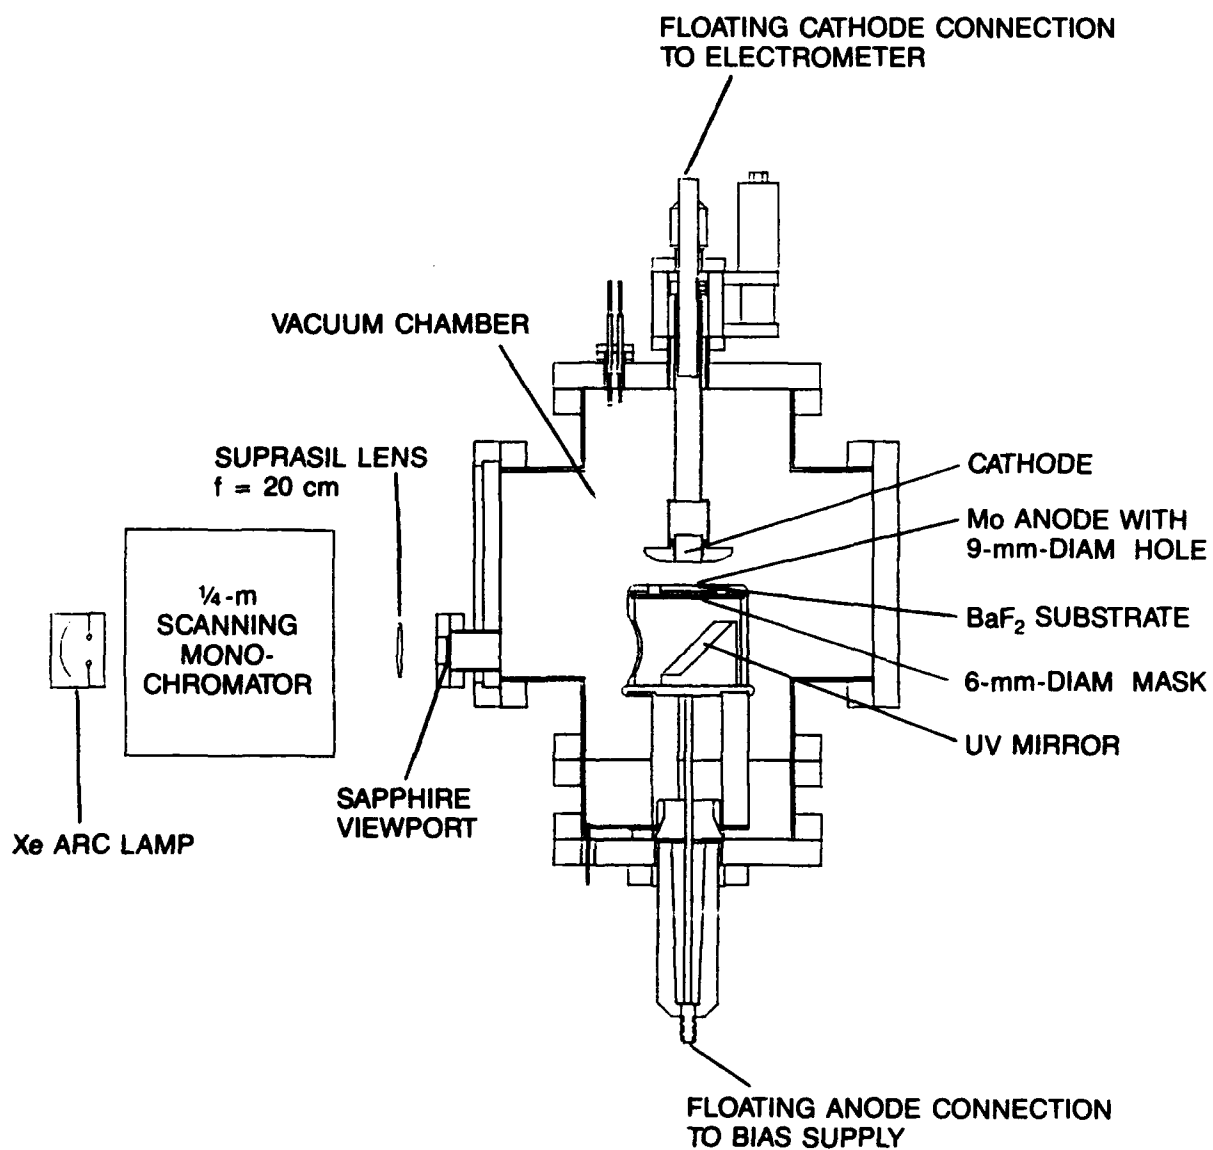 FLOATING CATHODE CONNECTION
TO ELECTROMETER
VACUUM CHAMBER
SUPRASIL LENS
f = 20 cm
CATHODE
Mo ANODE WITH
9-mm-DIAM HOLE
¼-m
SCANNING
MONO-
CHROMATOR
BaF₂ SUBSTRATE
6-mm-DIAM MASK
UV MIRROR
SAPPHIRE
VIEWPORT
Xe ARC LAMP
FLOATING ANODE CONNECTION
TO BIAS SUPPLY